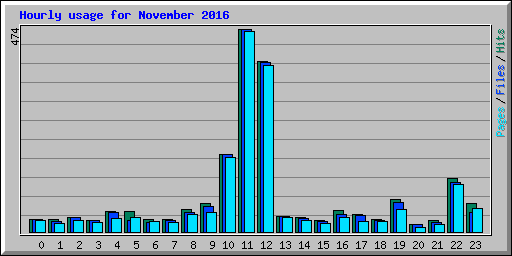 Hourly usage for November 2016
474
Pages/Files/Hits
0 1 2 3 4 5 6 7 8 9 10 11 12 13 14 15 16 17 18 19 20 21 22 23